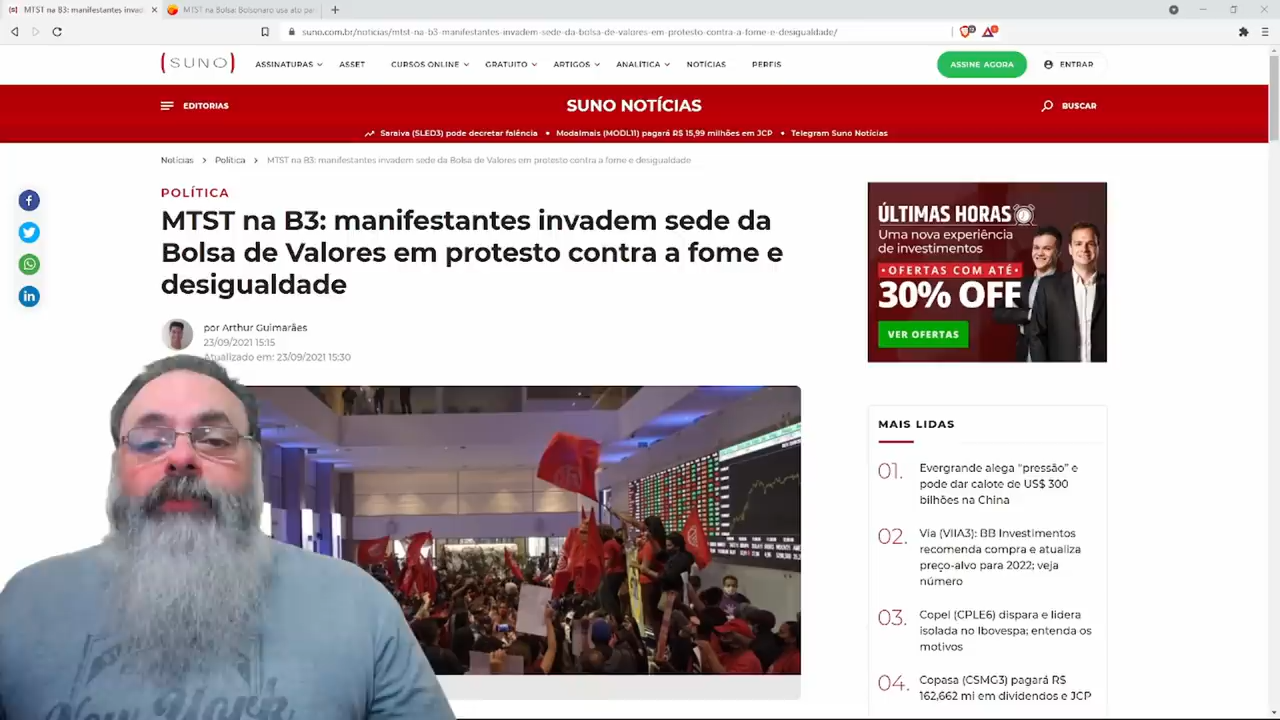 MTST na B3: manifestantes invad
MTST na Bolsa: Bolsonaro usa ato par
suno.com.br/noticias/mtst-na-b3-manifestantes-invadem-sede-da-bolsa-de-valores-em-protesto-contra-a-fome-e-desigualdade/
(SUNO)
ASSINATURAS
ASSET
CURSOS ONLINE
GRATUITO
ARTIGOS
ANALÍTICA
NOTÍCIAS
PERFIS
ASSINE AGORA
ENTRAR
EDITORIAS
SUNO NOTÍCIAS
BUSCAR
Saraiva (SLED3) pode decretar falência • Modalmais (MODL11) pagará R$ 15,99 milhões em JCP • Telegram Suno Notícias
Notícias > Política > MTST na B3: manifestantes invadem sede da Bolsa de Valores em protesto contra a fome e desigualdade
POLÍTICA
MTST na B3: manifestantes invadem sede da
Bolsa de Valores em protesto contra a fome e
desigualdade
por Arthur Guimarães
23/09/2021 15:15
Atualizado em: 23/09/2021 15:30
ÚLTIMAS HORAS
Uma nova experiência
de investimentos
• OFERTAS COM ATÉ •
30% OFF
VER OFERTAS
MAIS LIDAS
01.
Evergrande alega “pressão” e
pode dar calote de US$ 300
bilhões na China
02.
Via (VIIA3): BB Investimentos
recomenda compra e atualiza
preço-alvo para 2022; veja
número
03.
Copel (CPLE6) dispara e lidera
isolada no Ibovespa; entenda os
motivos
04.
Copasa (CSMG3) pagará R$
162,662 mi em dividendos e JCP